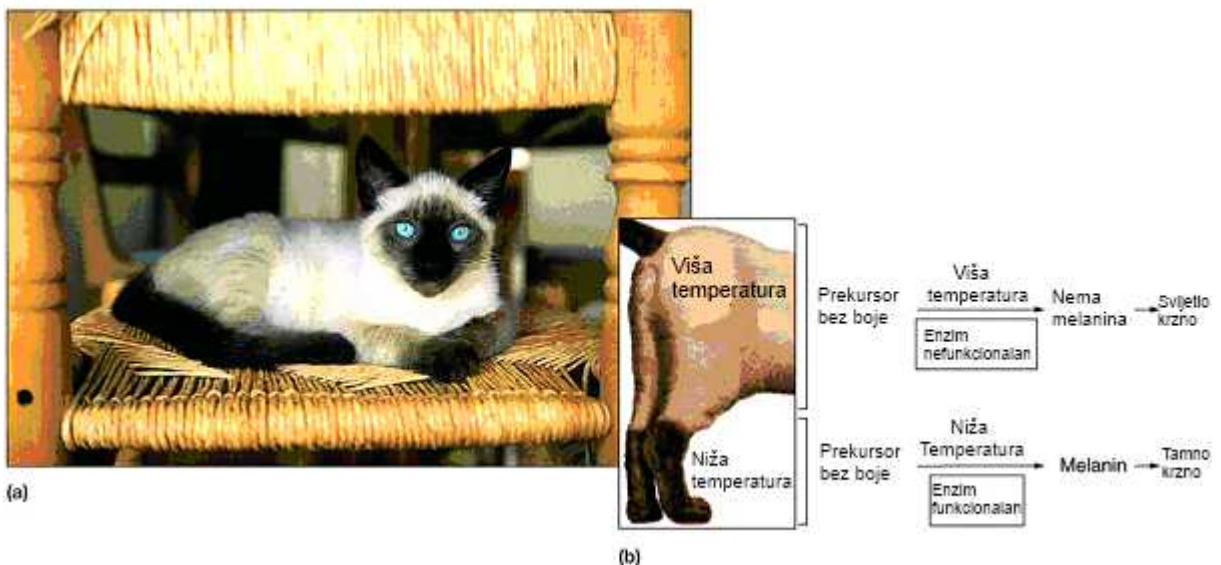 (a)
Viša
temperatura
Niža
temperatura
Prekursor
bez boje
Viša
temperatura
Enzim
nefunkcionalan
Nema
melanina
Svijetlo
krzno
Prekursor
bez boje
Niža
Temperatura
Enzim
funkcionalan
Melanin
Tamno
krzno
(b)